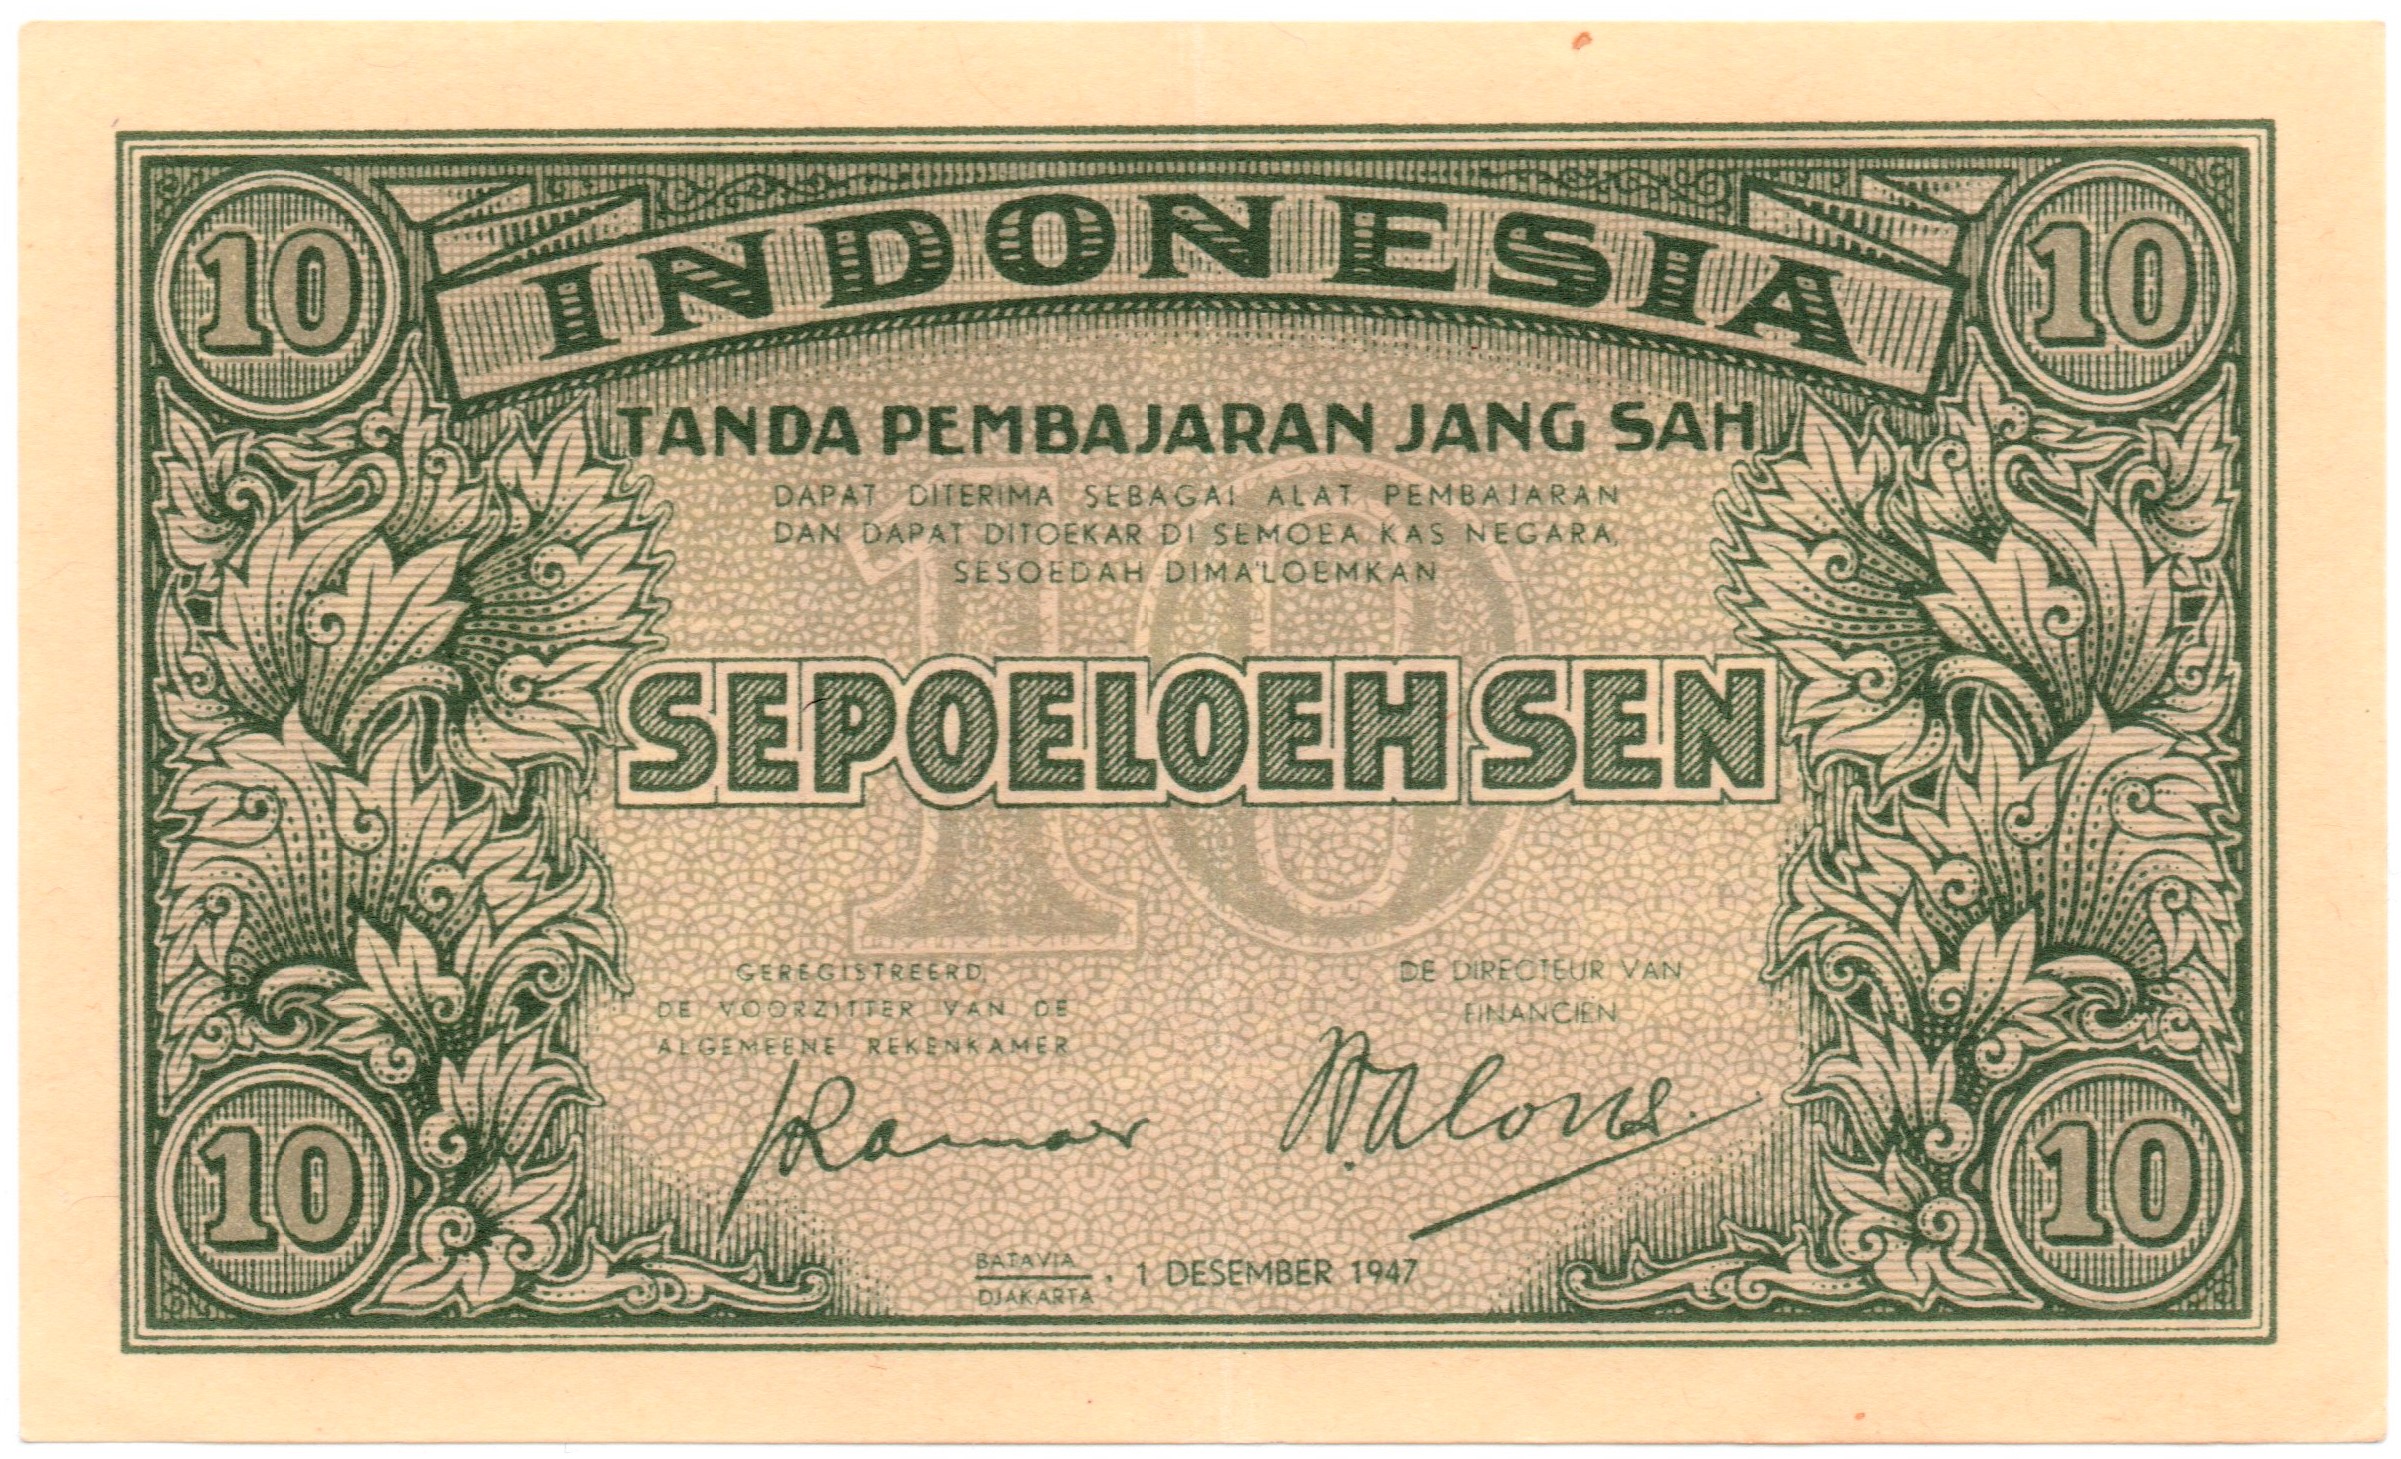 10 10
INDONESIA
TANDA PEMBAJARAN JANG SAH
DAPAT DITERIMA SEBAGAI ALAT PEMBAJARAN
DAN DAPAT DITOEKAR DI SEMOEA KAS NEGARA,
SESOEDAH DIMA'LOEMKAN
10
SEPOELOEH SEN
GEREGISTREERD,
DE VOORZITTER VAN DE
ALGEMEENE REKENKAMER
DE DIRECTEUR VAN
FINANCIËN
10 10
BATAVIA
DJAKARTA
, 1 DESEMBER 1947